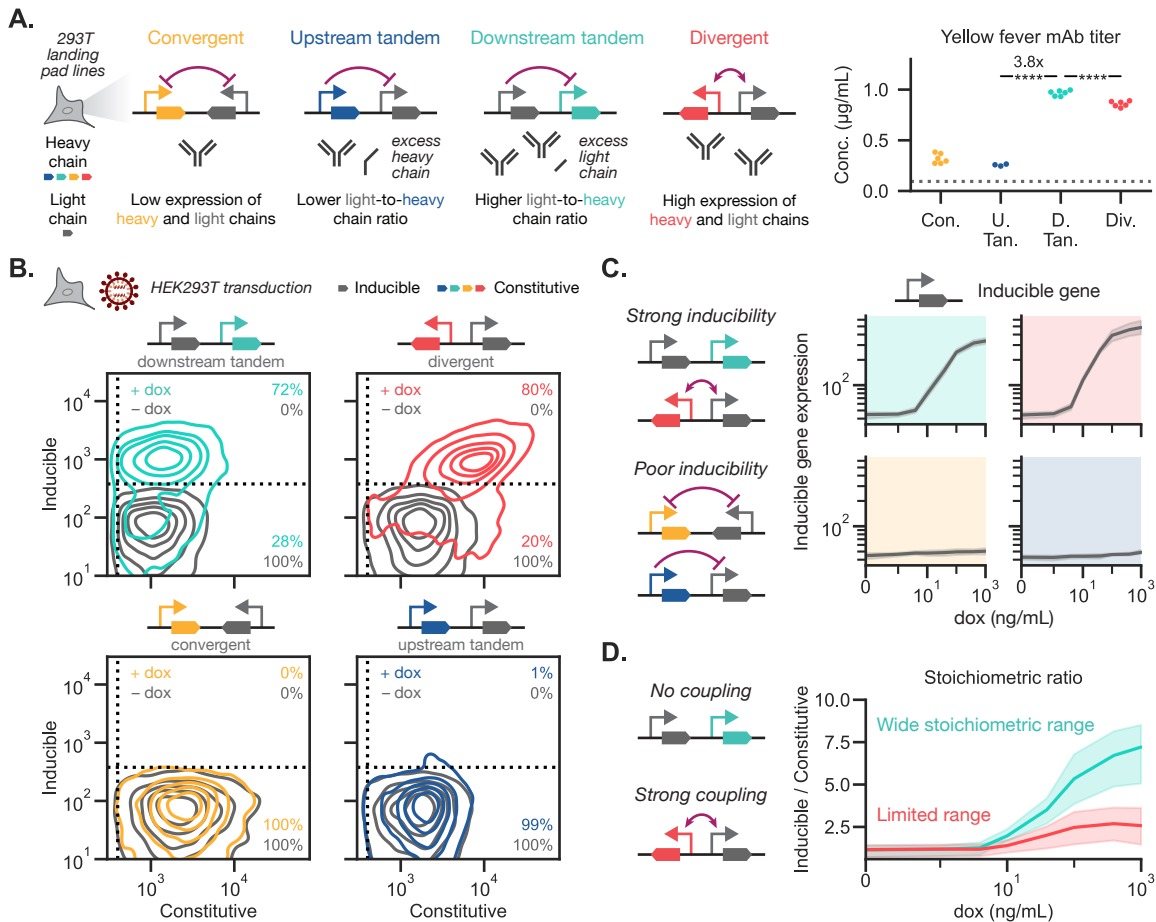 A.
293T
landing
pad lines
Heavy
chain
Light
chain
Convergent
Low expression of
heavy and light chains
Upstream tandem
excess
heavy
chain
Lower light-to-heavy
chain ratio
Downstream tandem
excess
light
chain
Higher light-to-heavy
chain ratio
Divergent
High expression of
heavy and light chains
Yellow fever mAb titer
3.8x
**** ****
Conc. (µg/mL)
1.0
0.5
0.0
Con.
U.
Tan.
D.
Tan.
Div.
B.
HEK293T transduction
Inducible
Constitutive
downstream tandem
+ dox 72%
− dox 0%
28%
100%
Inducible
10⁴
10³
10²
10¹
divergent
+ dox 80%
− dox 0%
20%
100%
convergent
+ dox 0%
− dox 0%
100%
100%
Inducible
10⁴
10³
10²
10¹
10³ 10⁴
Constitutive
upstream tandem
+ dox 1%
− dox 0%
99%
100%
10³ 10⁴
Constitutive
C.
Strong inducibility
Poor inducibility
Inducible gene
Inducible gene expression
10²
10²
0 10¹ 10³
0 10¹ 10³
dox (ng/mL)
D.
No coupling
Strong coupling
Stoichiometric ratio
Inducible / Constitutive
10.0
7.5
5.0
2.5
Wide stoichiometric range
Limited range
0 10¹ 10³
dox (ng/mL)